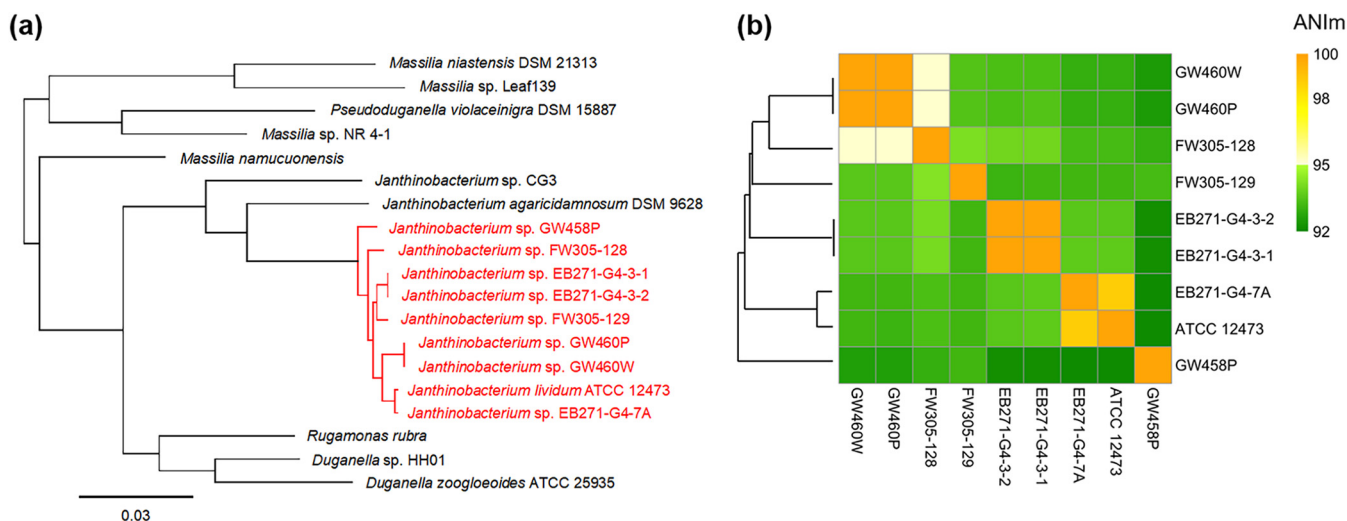 (a)
Massilia niastensis DSM 21313
Massilia sp. Leaf139
Pseudoduganella violaceinigra DSM 15887
Massilia sp. NR 4-1
Massilia namucuonensis
Janthinobacterium sp. CG3
Janthinobacterium agaricidamnosum DSM 9628
Janthinobacterium sp. GW458P
Janthinobacterium sp. FW305-128
Janthinobacterium sp. EB271-G4-3-1
Janthinobacterium sp. EB271-G4-3-2
Janthinobacterium sp. FW305-129
Janthinobacterium sp. GW460P
Janthinobacterium sp. GW460W
Janthinobacterium lividum ATCC 12473
Janthinobacterium sp. EB271-G4-7A
Rugamonas rubra
Duganella sp. HH01
Duganella zoogloeoides ATCC 25935
0.03
(b)
GW460W
GW460P
FW305-128
FW305-129
EB271-G4-3-2
EB271-G4-3-1
EB271-G4-7A
ATCC 12473
GW458P
GW460W
GW460P
FW305-128
FW305-129
EB271-G4-3-2
EB271-G4-3-1
EB271-G4-7A
ATCC 12473
GW458P
ANIm
100
98
95
92